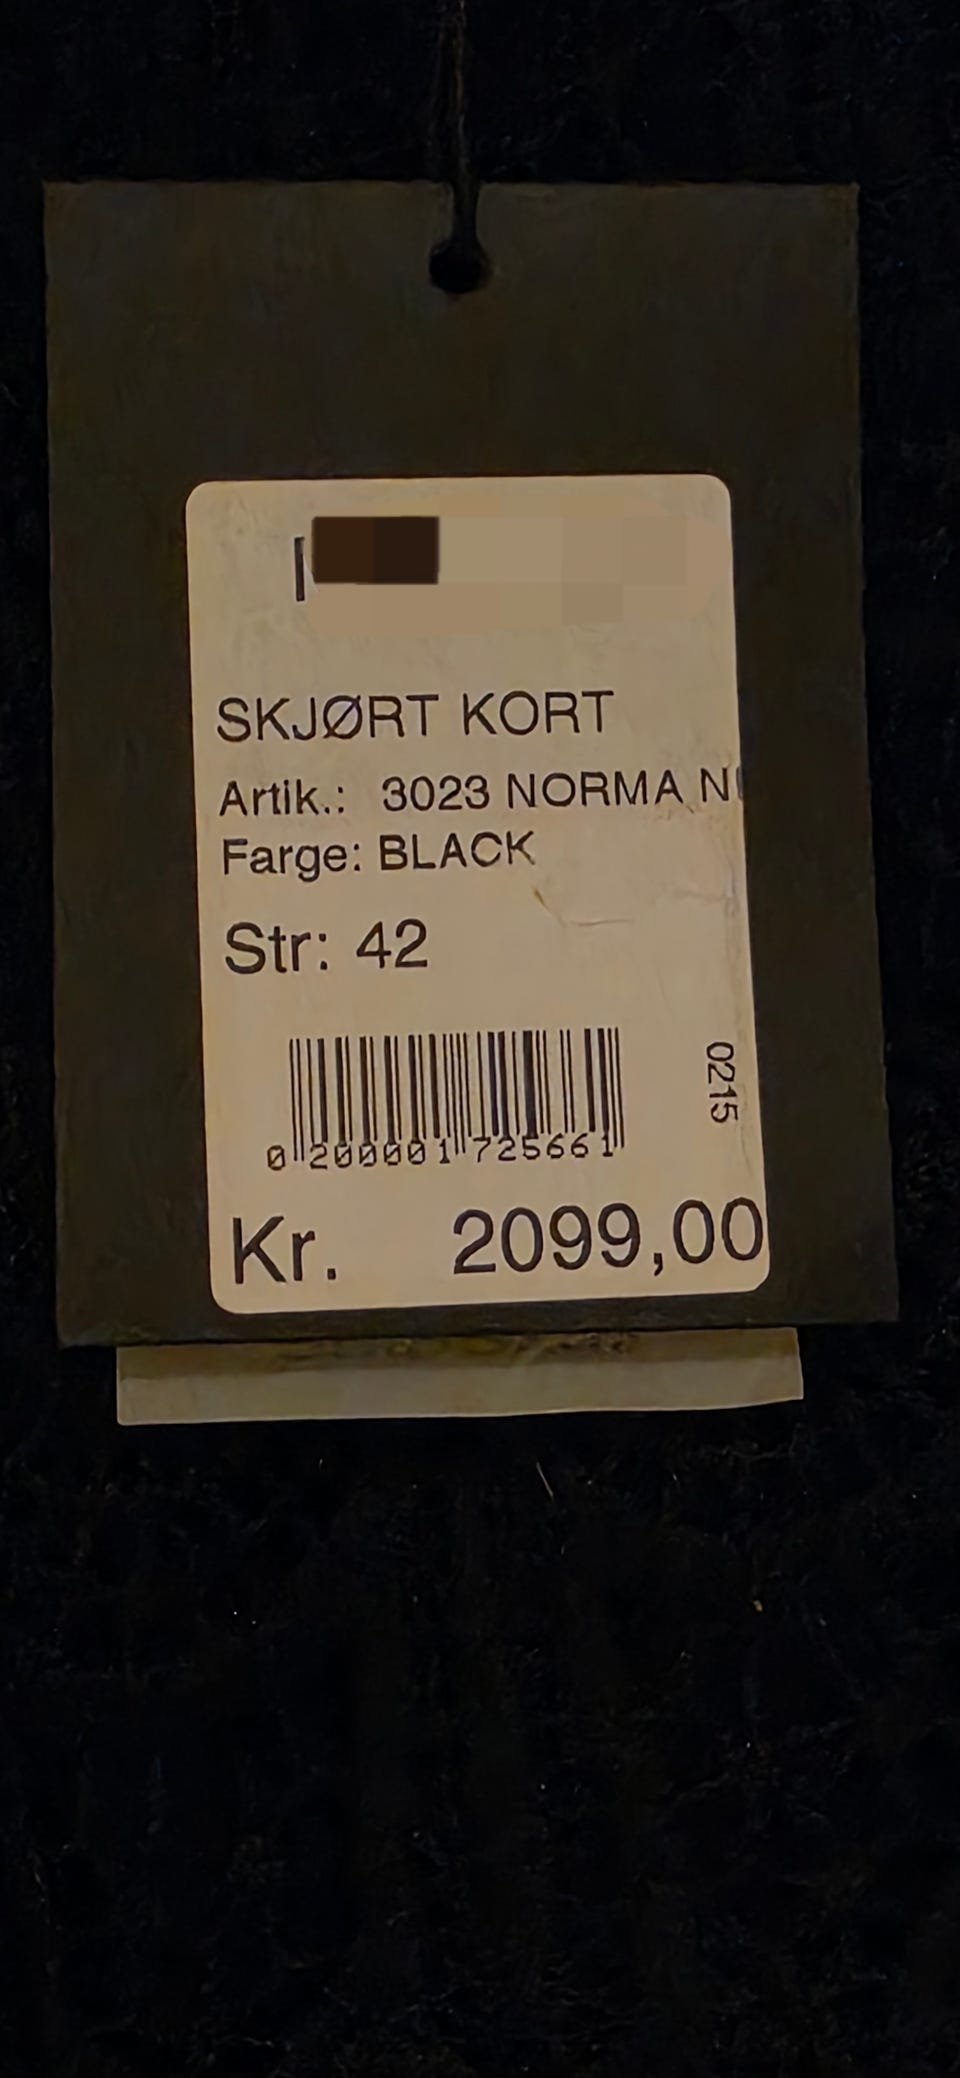 SKJØRT KORT
Artik.: 3023 NORMA
Farge: BLACK
Str: 42
0 200001 725661
0215
Kr. 2099,00